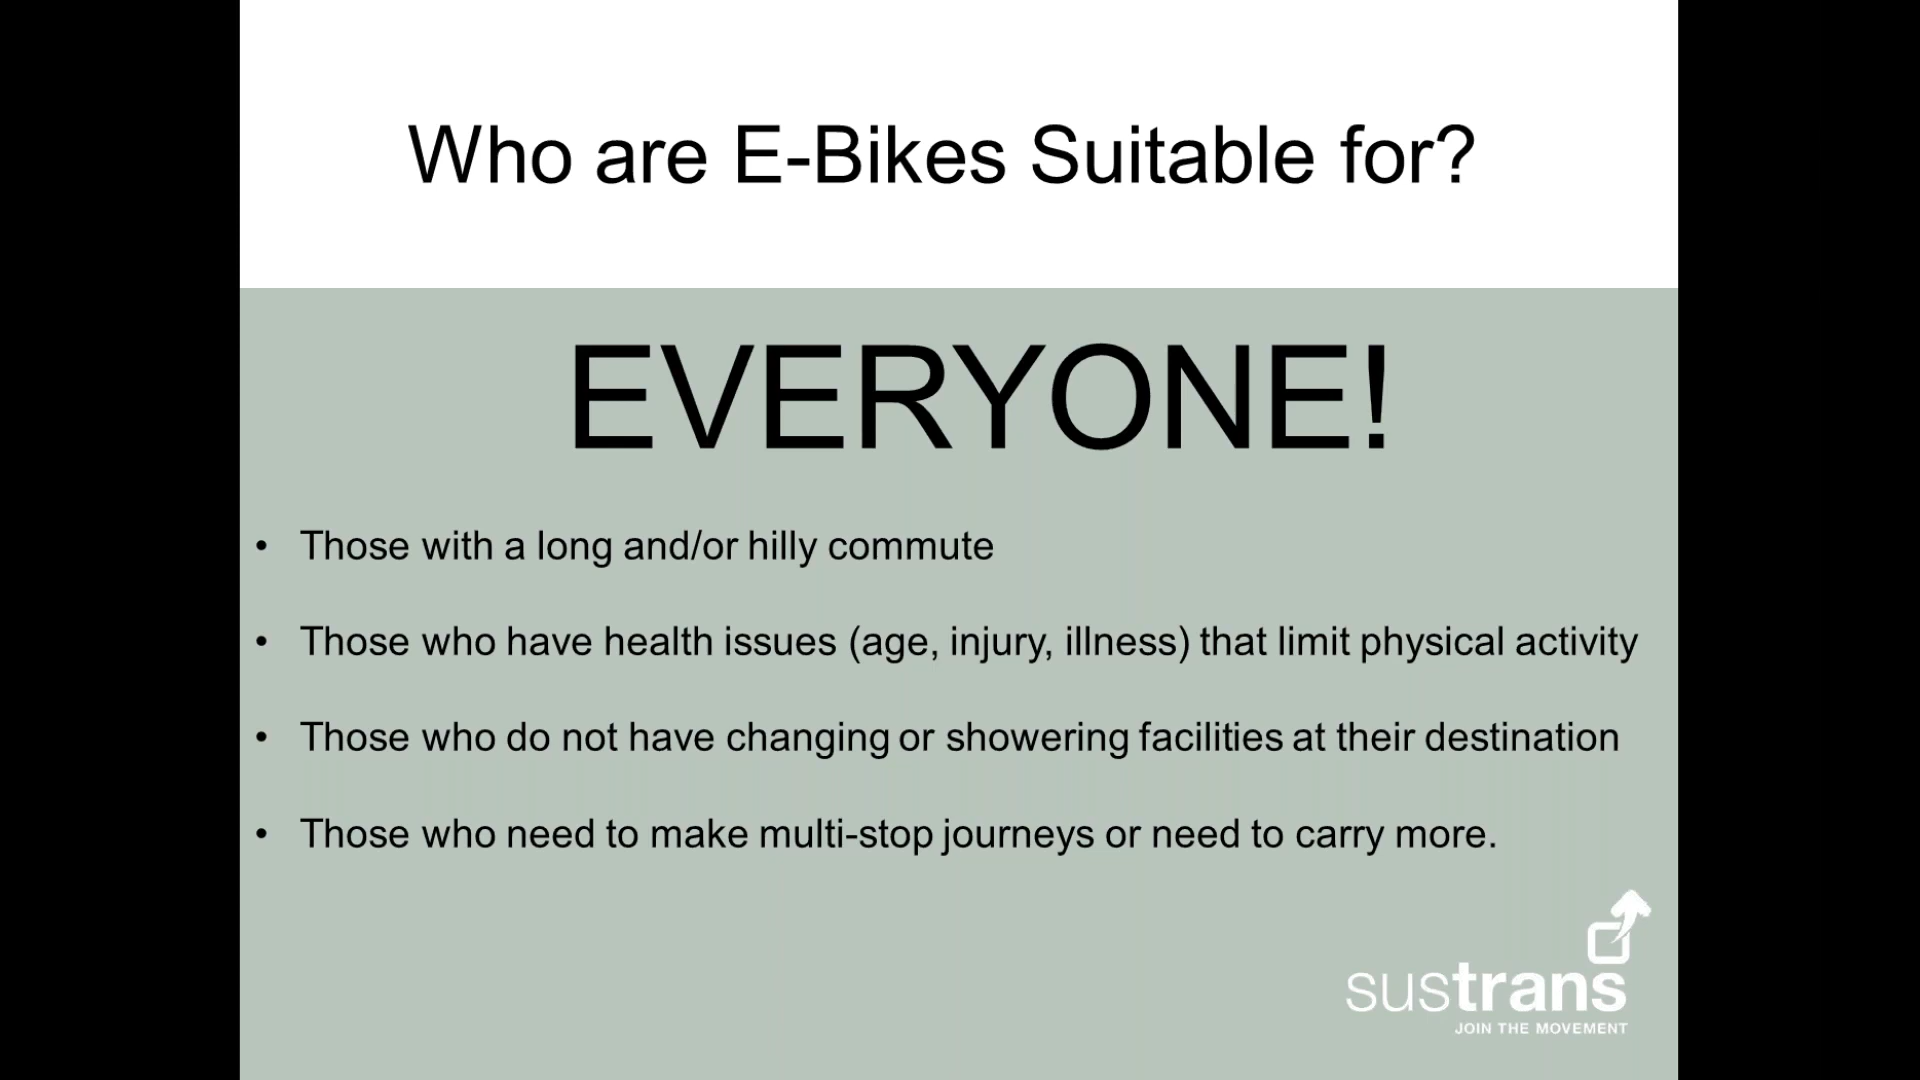 Who are E-Bikes Suitable for?
EVERYONE!
• Those with a long and/or hilly commute
• Those who have health issues (age, injury, illness) that limit physical activity
• Those who do not have changing or showering facilities at their destination
• Those who need to make multi-stop journeys or need to carry more.
sustrans
JOIN THE MOVEMENT